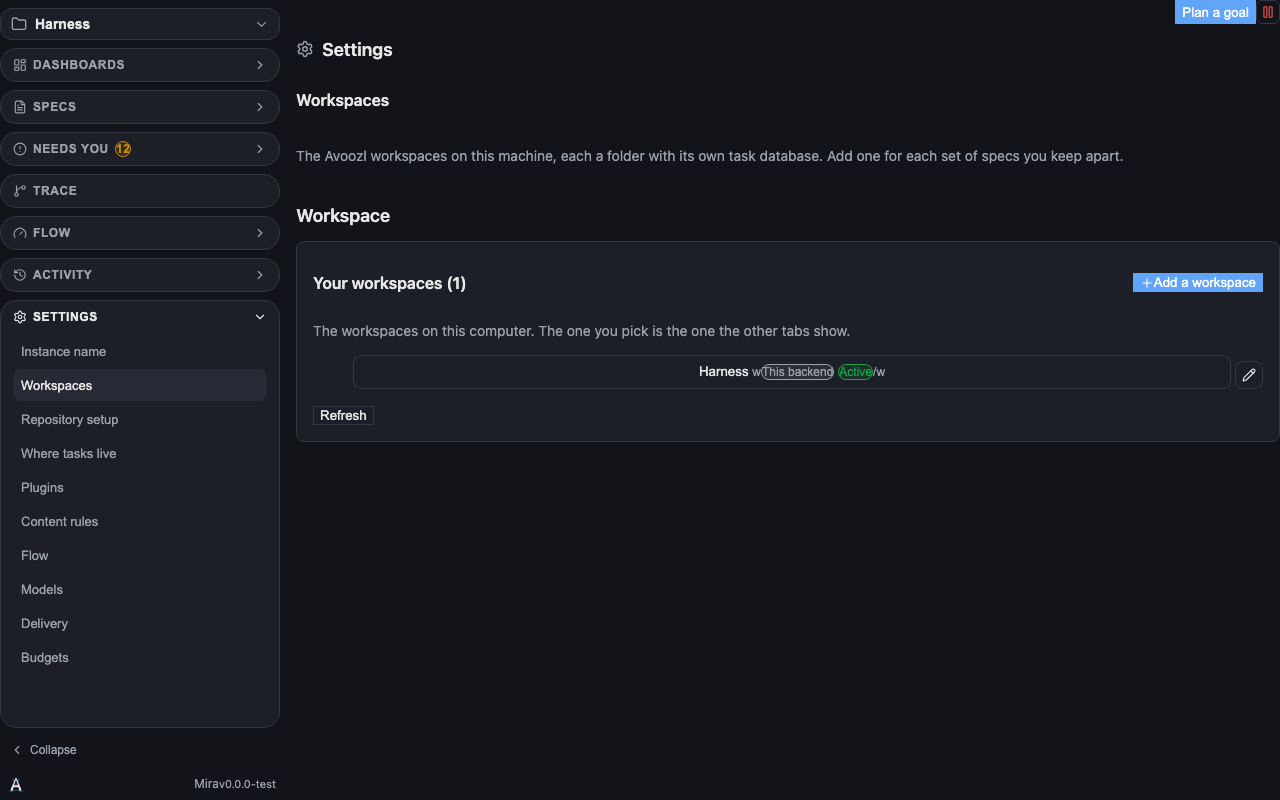 Harness
DASHBOARDS
SPECS
NEEDS YOU 12
TRACE
FLOW
ACTIVITY
SETTINGS
Instance name
Workspaces
Repository setup
Where tasks live
Plugins
Content rules
Flow
Models
Delivery
Budgets
Collapse
A
Mirav0.0.0-test
Plan a goal
Settings
Workspaces
The Avoozl workspaces on this machine, each a folder with its own task database. Add one for each set of specs you keep apart.
Workspace
Your workspaces (1)
+Add a workspace
The workspaces on this computer. The one you pick is the one the other tabs show.
Harness wThis backend Active/w
Refresh